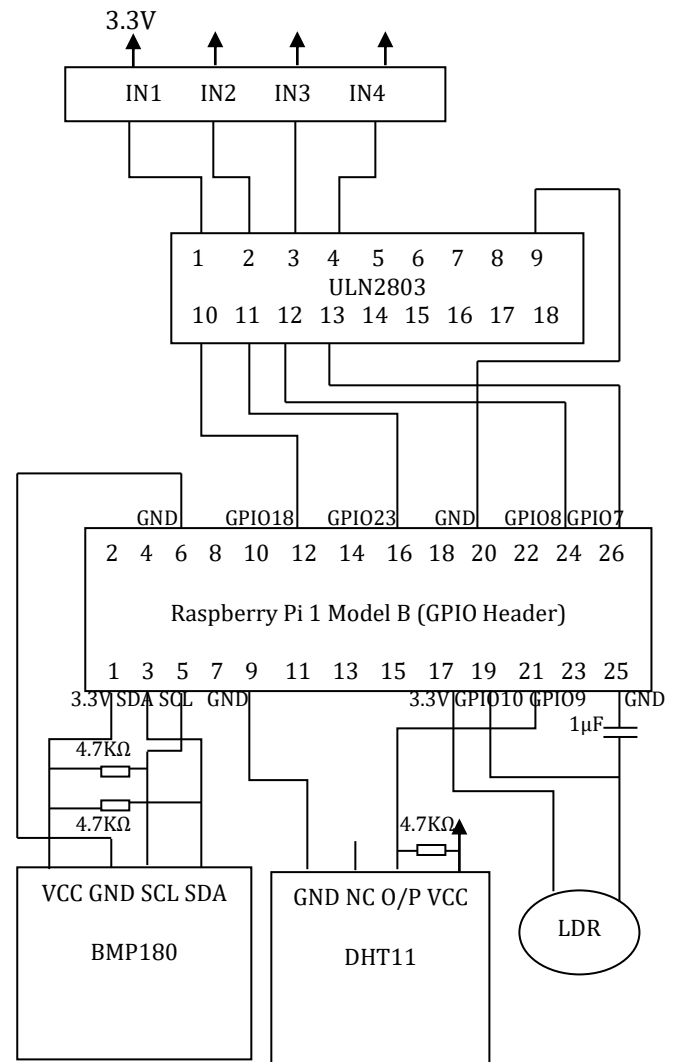 3.3V
IN1 IN2 IN3 IN4
1 2 3 4 5 6 7 8 9
ULN2803
10 11 12 13 14 15 16 17 18
GND GPIO18 GPIO23 GND GPIO8 GPIO7
2 4 6 8 10 12 14 16 18 20 22 24 26
Raspberry Pi 1 Model B (GPIO Header)
1 3 5 7 9 11 13 15 17 19 21 23 25
3.3V SDA SCL GND 3.3V GPIO10 GPIO9 GND
1µF
4.7KΩ
4.7KΩ 4.7KΩ
VCC GND SCL SDA GND NC O/P VCC
LDR
BMP180 DHT11